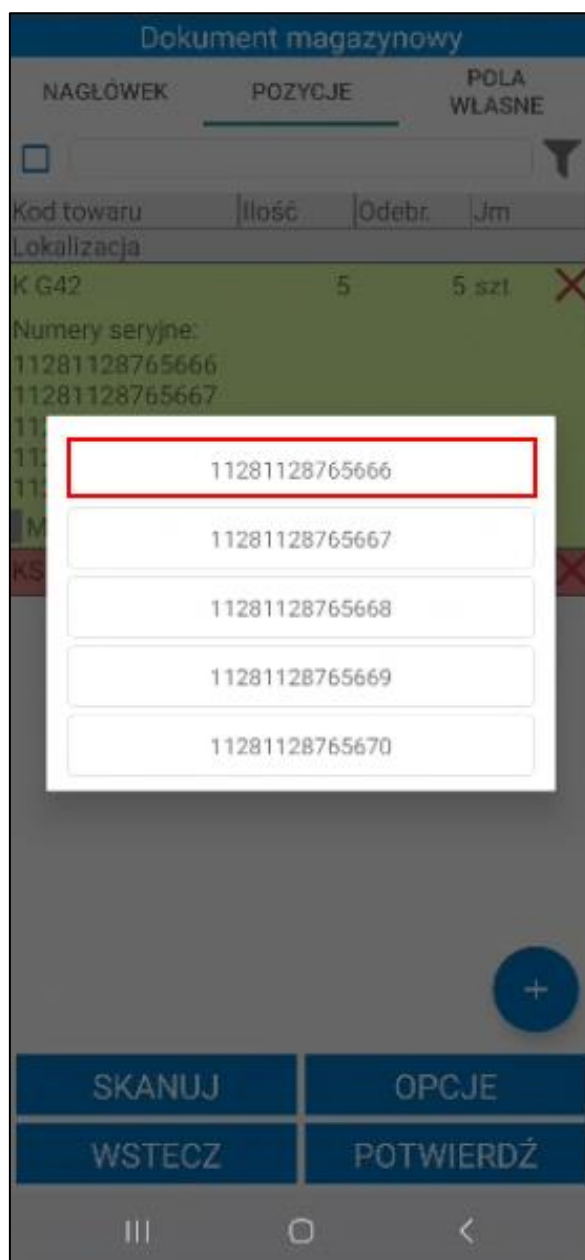 Dokument magazynowy
NAGŁÓWEK POZYCJE POLA WŁASNE
Kod towaru Ilość Odebr. Jm
Lokalizacja
K G42 5 5 szt
Numery seryjne:
11281128765666
11281128765667
11281128765666
11281128765667
11281128765668
11281128765669
11281128765670
+
SKANUJ OPCJE
WSTECZ POTWIERDŹ